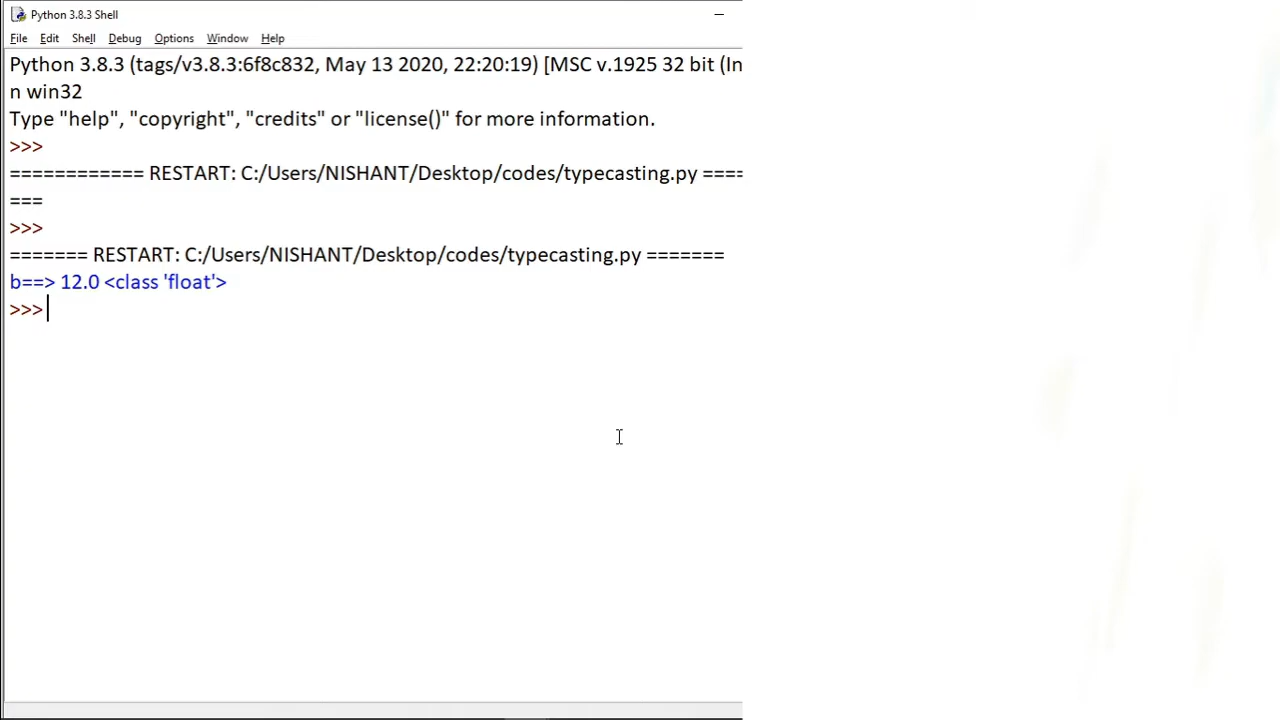 Python 3.8.3 Shell
File Edit Shell Debug Options Window Help
Python 3.8.3 (tags/v3.8.3:6f8c832, May 13 2020, 22:20:19) [MSC v.1925 32 bit (In
n win32
Type "help", "copyright", "credits" or "license()" for more information.
>>>
============ RESTART: C:/Users/NISHANT/Desktop/codes/typecasting.py ====
===
>>>
======= RESTART: C:/Users/NISHANT/Desktop/codes/typecasting.py =======
b==> 12.0 <class 'float'>
>>>